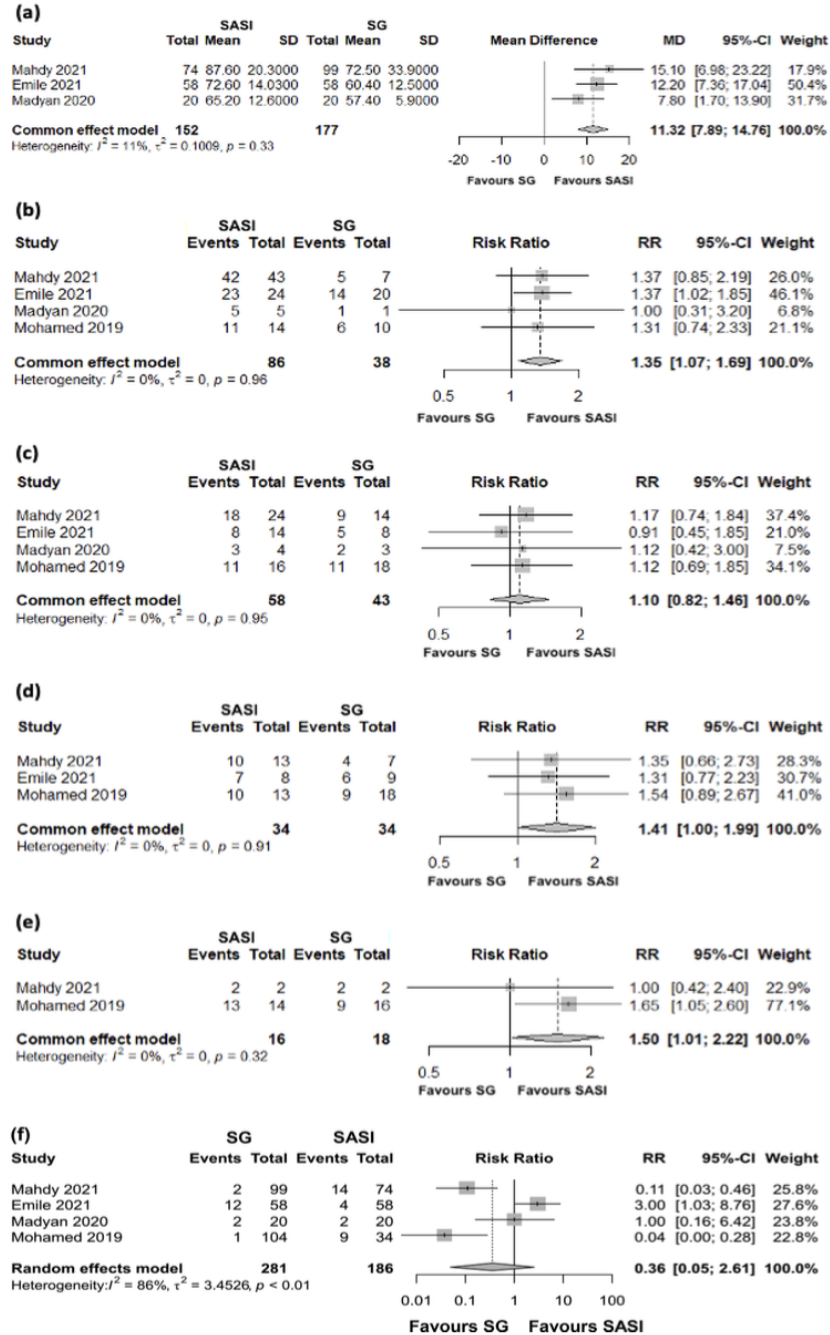 (a)
SASI SG
Study Total Mean SD Total Mean SD Mean Difference MD 95%-CI Weight
Mahdy 2021 74 87.60 20.3000 99 72.50 33.9000 15.10 [6.98; 23.22] 17.9%
Emile 2021 58 72.60 14.0300 58 60.40 12.5000 12.20 [7.36; 17.04] 50.4%
Madyan 2020 20 65.20 12.6000 20 57.40 5.9000 7.80 [1.70; 13.90] 31.7%
Common effect model 152 177 11.32 [7.89; 14.76] 100.0%
Heterogeneity: I² = 11%, τ² = 0.1009, p = 0.33
-20 -10 0 10 20
Favours SG Favours SASI
(b)
SASI SG
Study Events Total Events Total Risk Ratio RR 95%-CI Weight
Mahdy 2021 42 43 5 7 1.37 [0.85; 2.19] 26.0%
Emile 2021 23 24 14 20 1.37 [1.02; 1.85] 46.1%
Madyan 2020 5 5 1 1 1.00 [0.31; 3.20] 6.8%
Mohamed 2019 11 14 6 10 1.31 [0.74; 2.33] 21.1%
Common effect model 86 38 1.35 [1.07; 1.69] 100.0%
Heterogeneity: I² = 0%, τ² = 0, p = 0.96
0.5 1 2
Favours SG Favours SASI
(c)
SASI SG
Study Events Total Events Total Risk Ratio RR 95%-CI Weight
Mahdy 2021 18 24 9 14 1.17 [0.74; 1.84] 37.4%
Emile 2021 8 14 5 8 0.91 [0.45; 1.85] 21.0%
Madyan 2020 3 4 2 3 1.12 [0.42; 3.00] 7.5%
Mohamed 2019 11 16 11 18 1.12 [0.69; 1.85] 34.1%
Common effect model 58 43 1.10 [0.82; 1.46] 100.0%
Heterogeneity: I² = 0%, τ² = 0, p = 0.95
0.5 1 2
Favours SG Favours SASI
(d)
SASI SG
Study Events Total Events Total Risk Ratio RR 95%-CI Weight
Mahdy 2021 10 13 4 7 1.35 [0.66; 2.73] 28.3%
Emile 2021 7 8 6 9 1.31 [0.77; 2.23] 30.7%
Mohamed 2019 10 13 9 18 1.54 [0.89; 2.67] 41.0%
Common effect model 34 34 1.41 [1.00; 1.99] 100.0%
Heterogeneity: I² = 0%, τ² = 0, p = 0.91
0.5 1 2
Favours SG Favours SASI
(e)
SASI SG
Study Events Total Events Total Risk Ratio RR 95%-CI Weight
Mahdy 2021 2 2 2 2 1.00 [0.42; 2.40] 22.9%
Mohamed 2019 13 14 9 16 1.65 [1.05; 2.60] 77.1%
Common effect model 16 18 1.50 [1.01; 2.22] 100.0%
Heterogeneity: I² = 0%, τ² = 0, p = 0.32
0.5 1 2
Favours SG Favours SASI
(f)
SG SASI
Study Events Total Events Total Risk Ratio RR 95%-CI Weight
Mahdy 2021 2 99 14 74 0.11 [0.03; 0.46] 25.8%
Emile 2021 12 58 4 58 3.00 [1.03; 8.76] 27.6%
Madyan 2020 2 20 2 20 1.00 [0.16; 6.42] 23.8%
Mohamed 2019 1 104 9 34 0.04 [0.00; 0.28] 22.8%
Random effects model 281 186 0.36 [0.05; 2.61] 100.0%
Heterogeneity:I² = 86%, τ² = 3.4526, p < 0.01
0.01 0.1 1 10 100
Favours SG Favours SASI